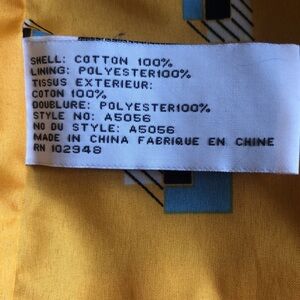 SHELL: COTTON 100%
LINING: POLYESTER100%
TISSUS EXTERIEUR:
COTON 100%
DOUBLURE: POLYESTER100%
STYLE NO: A5056
NO DU STYLE: A5056
MADE IN CHINA FABRIQUE EN CHINE
RN 102948